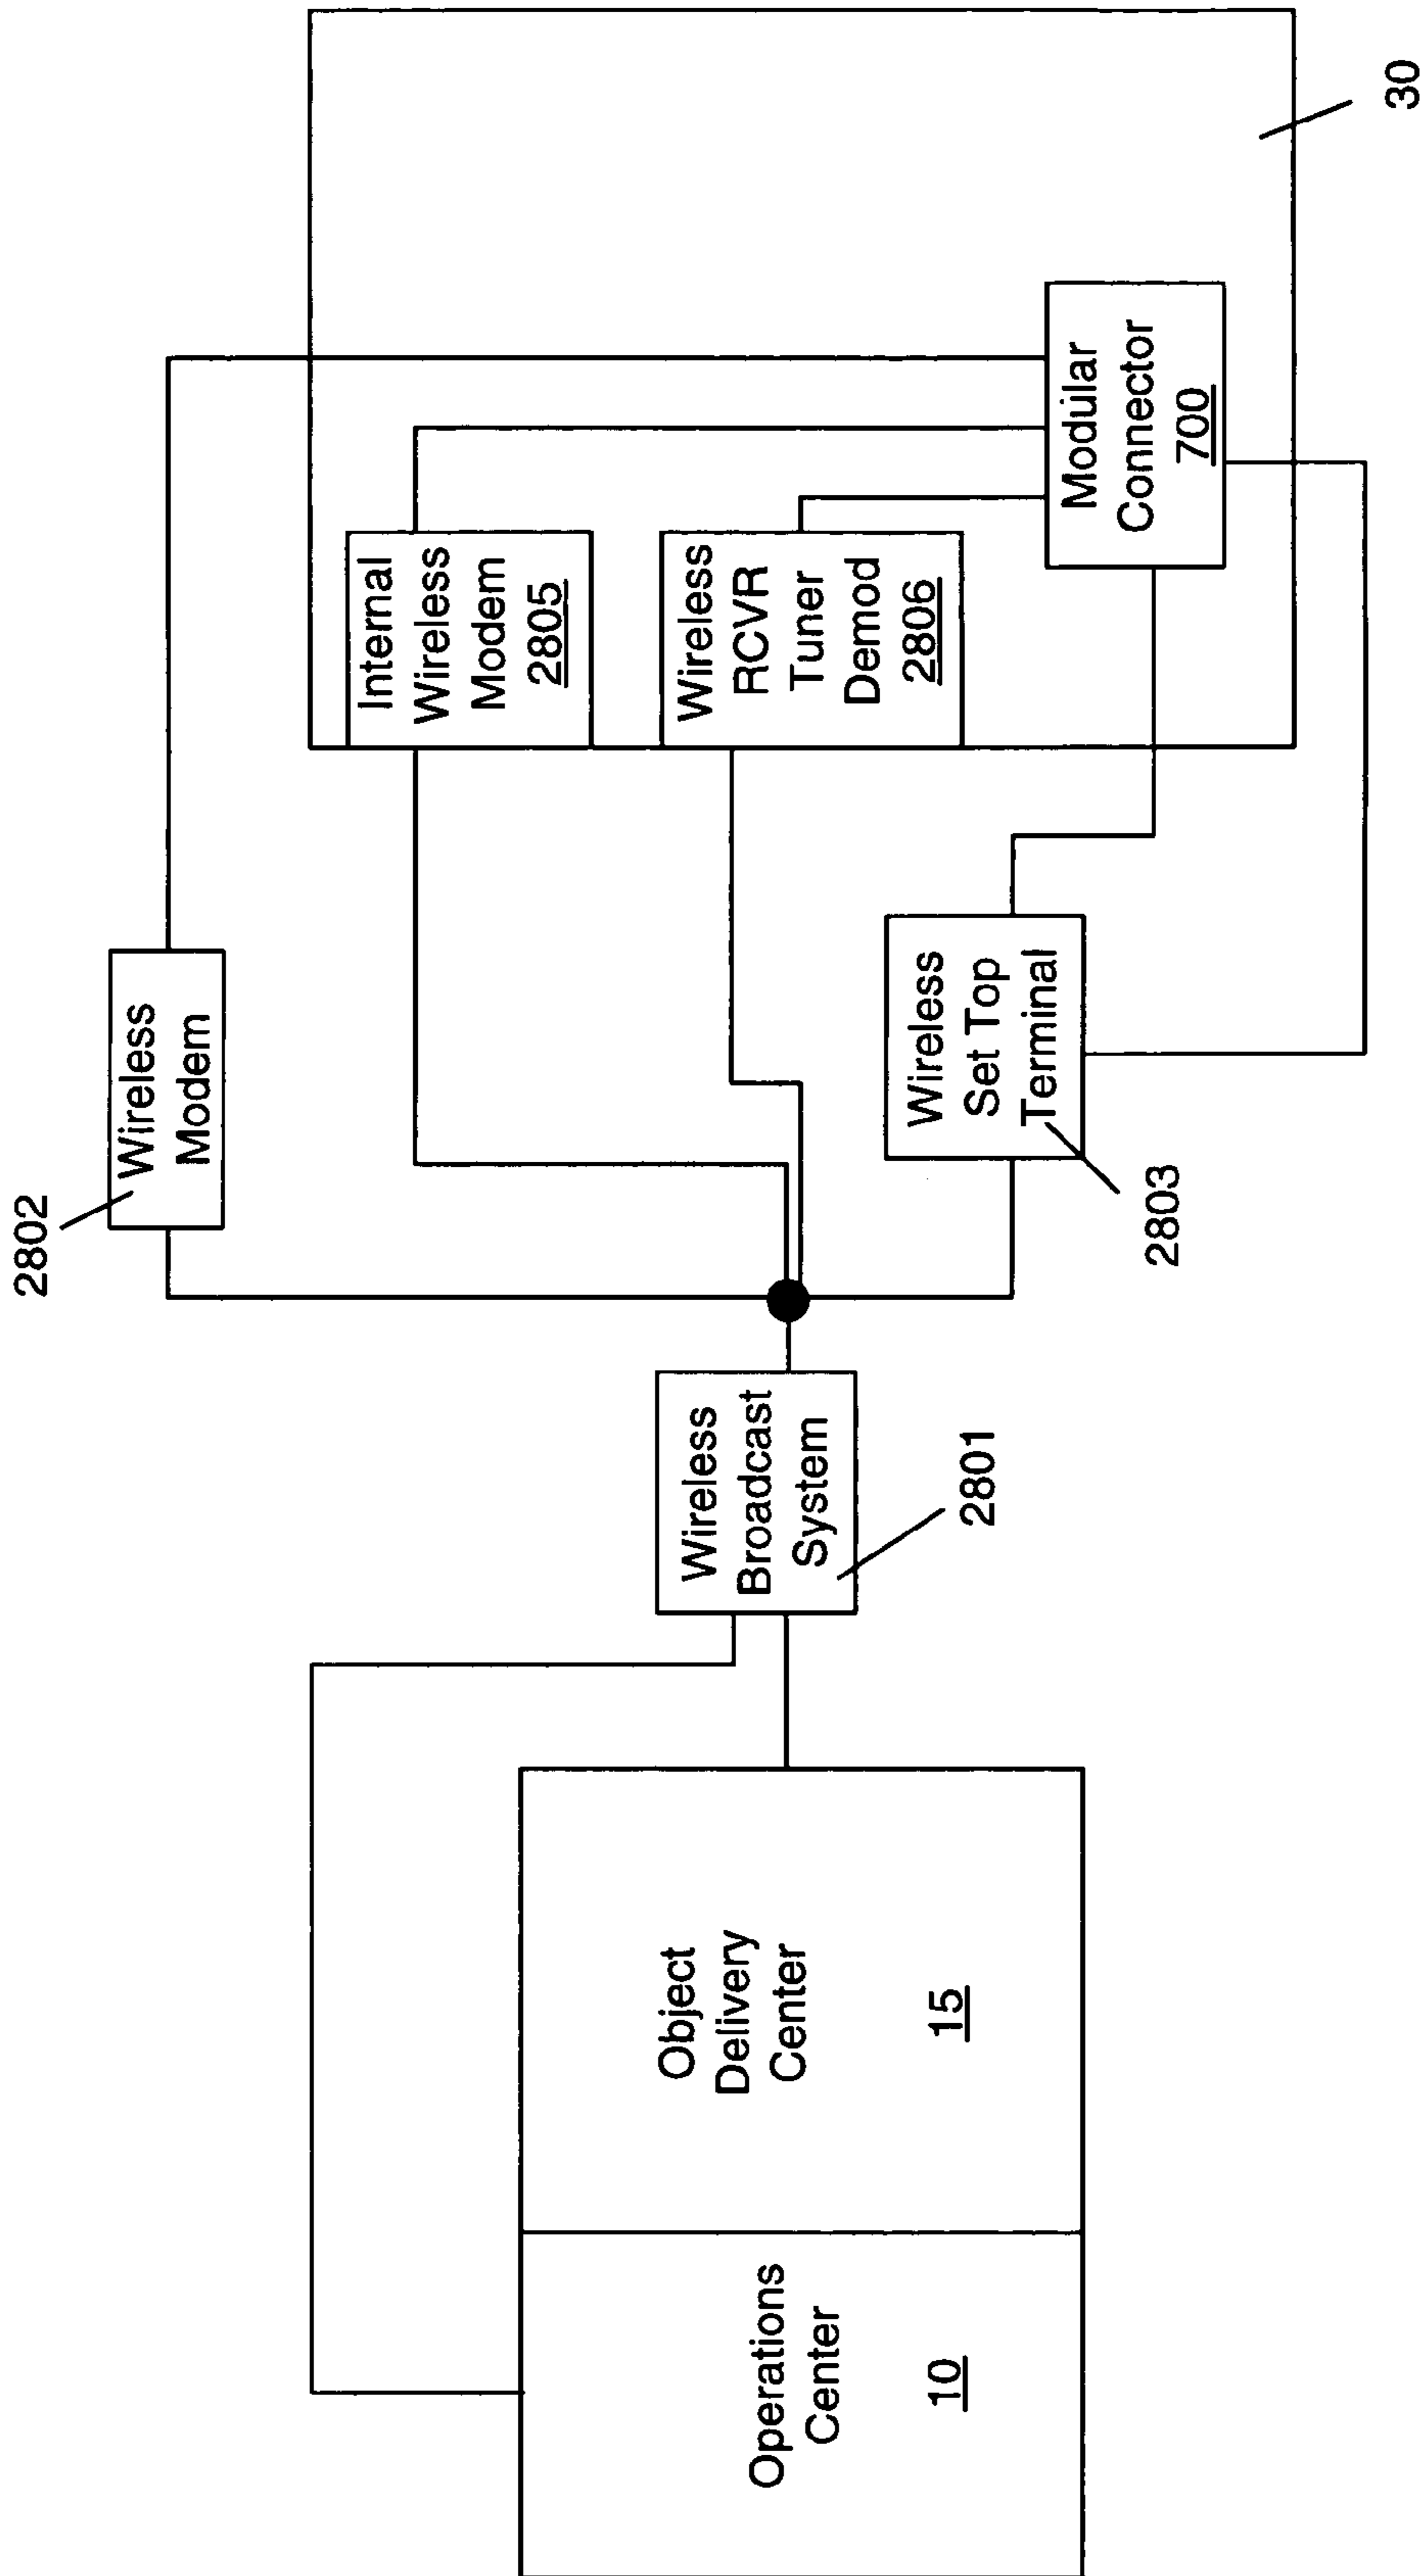 Operations
Center
10
Object
Delivery
Center
15
Wireless
Broadcast
System
2801
2802
Wireless
Modem
Wireless
Set Top
Terminal
2803
Internal
Wireless
Modem
2805
Wireless
RCVR
Tuner
Demod
2806
Modular
Connector
700
30